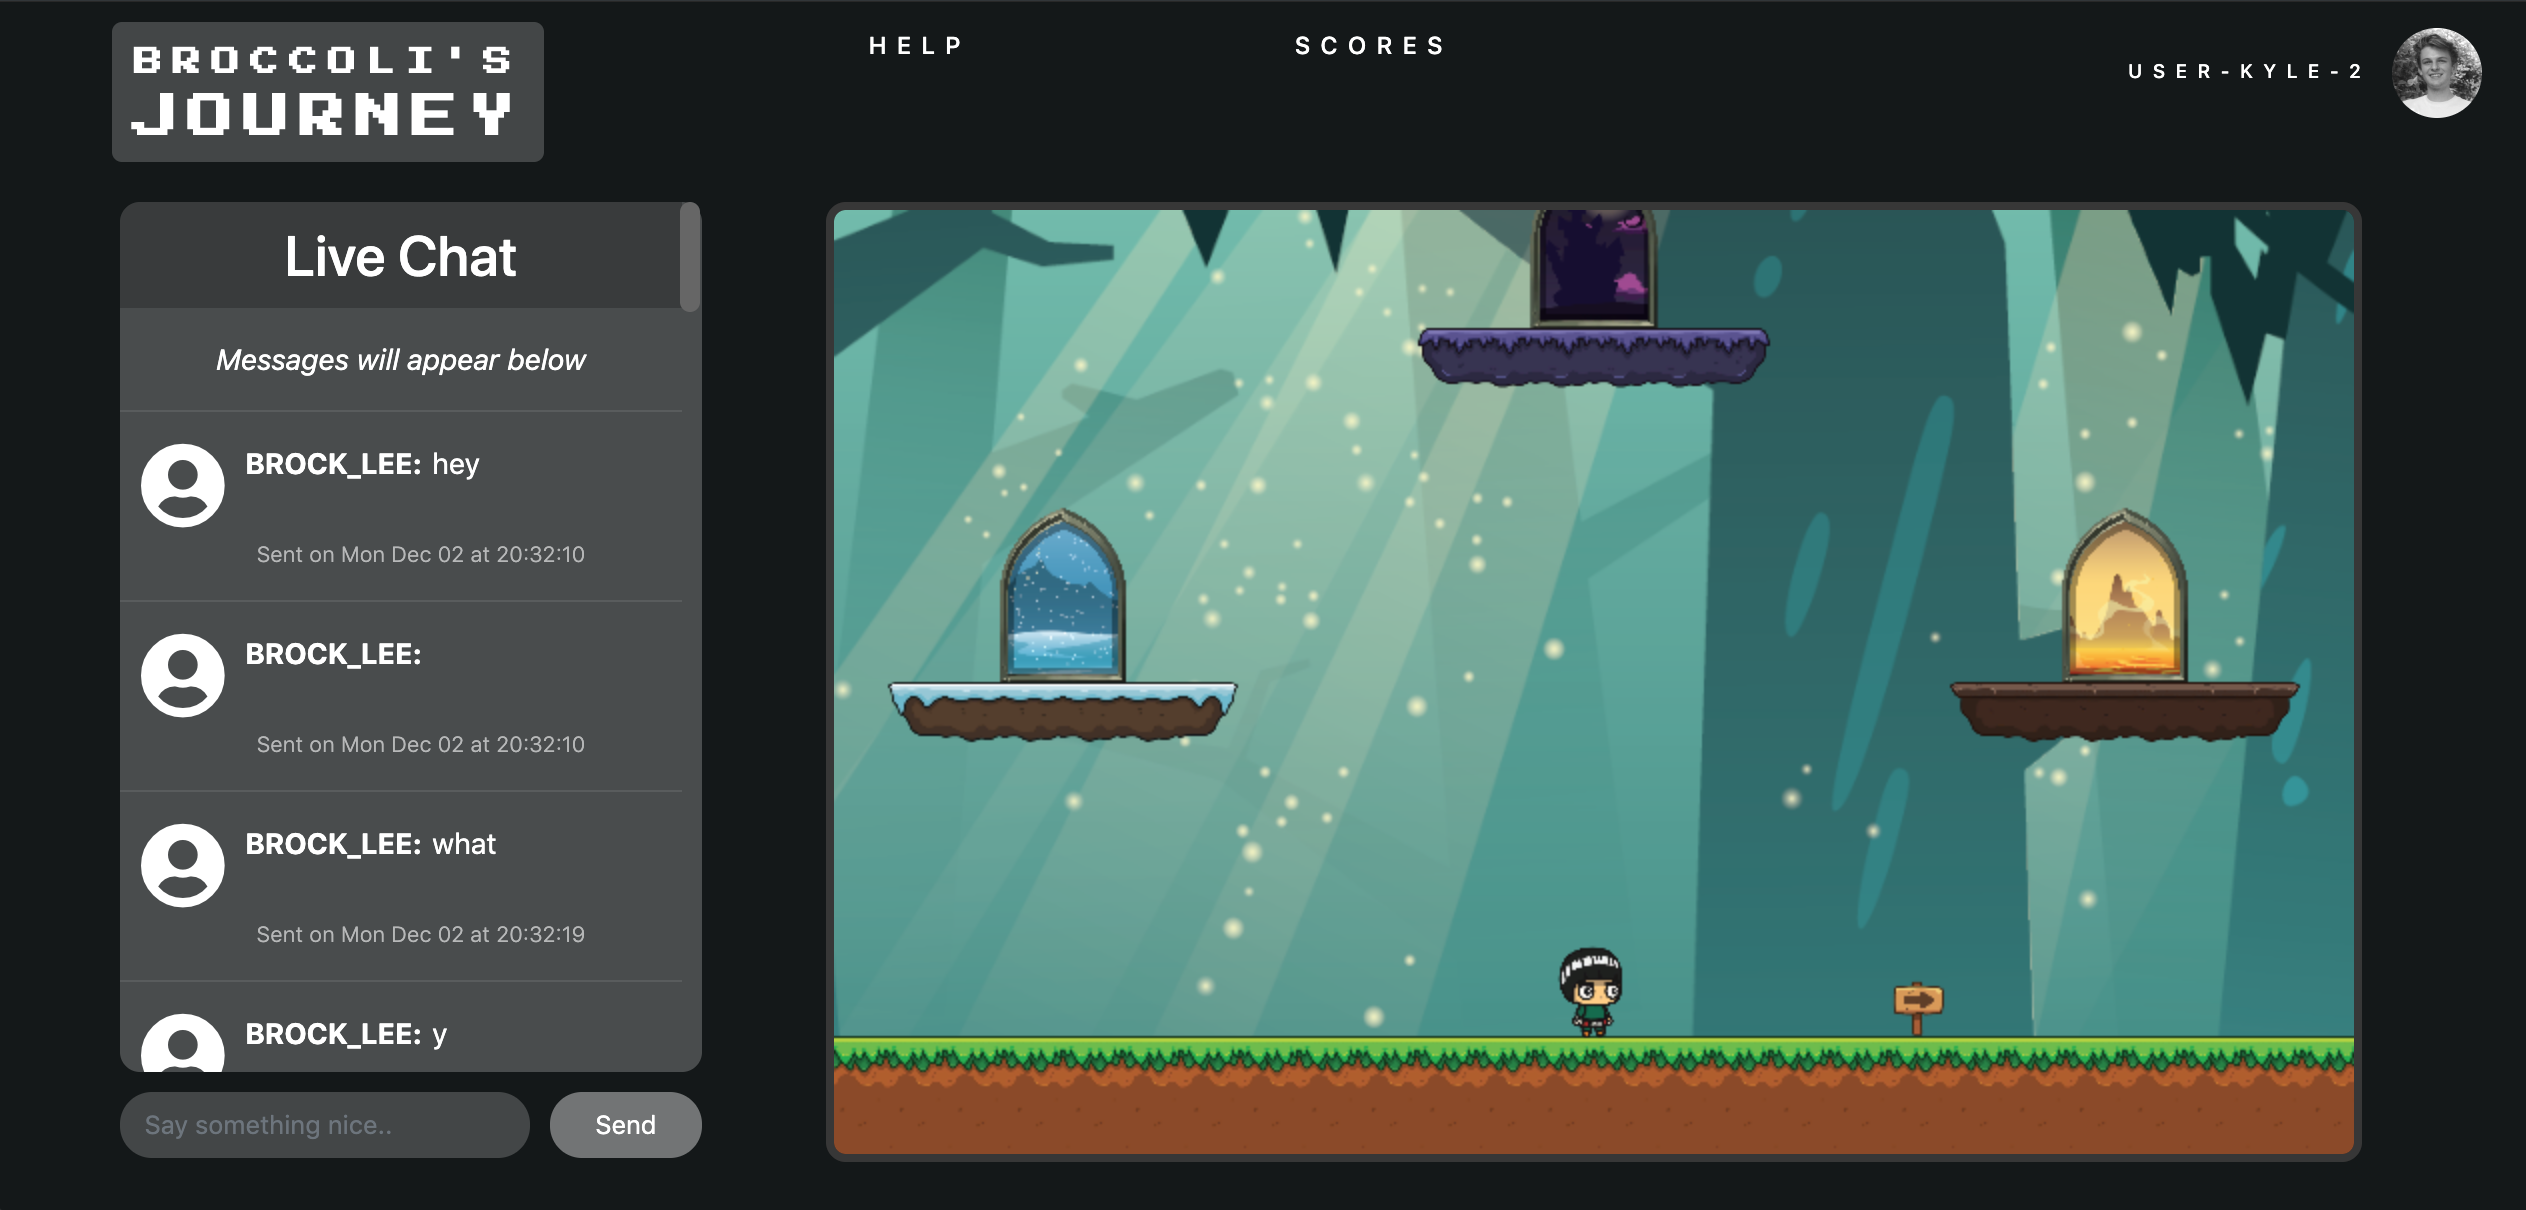 BROCCOLI'S
JOURNEY
HELP
SCORES
USER-KYLE-2
Live Chat
Messages will appear below
BROCK_LEE: hey
Sent on Mon Dec 02 at 20:32:10
BROCK_LEE:
Sent on Mon Dec 02 at 20:32:10
BROCK_LEE: what
Sent on Mon Dec 02 at 20:32:19
BROCK_LEE: y
Say something nice..
Send